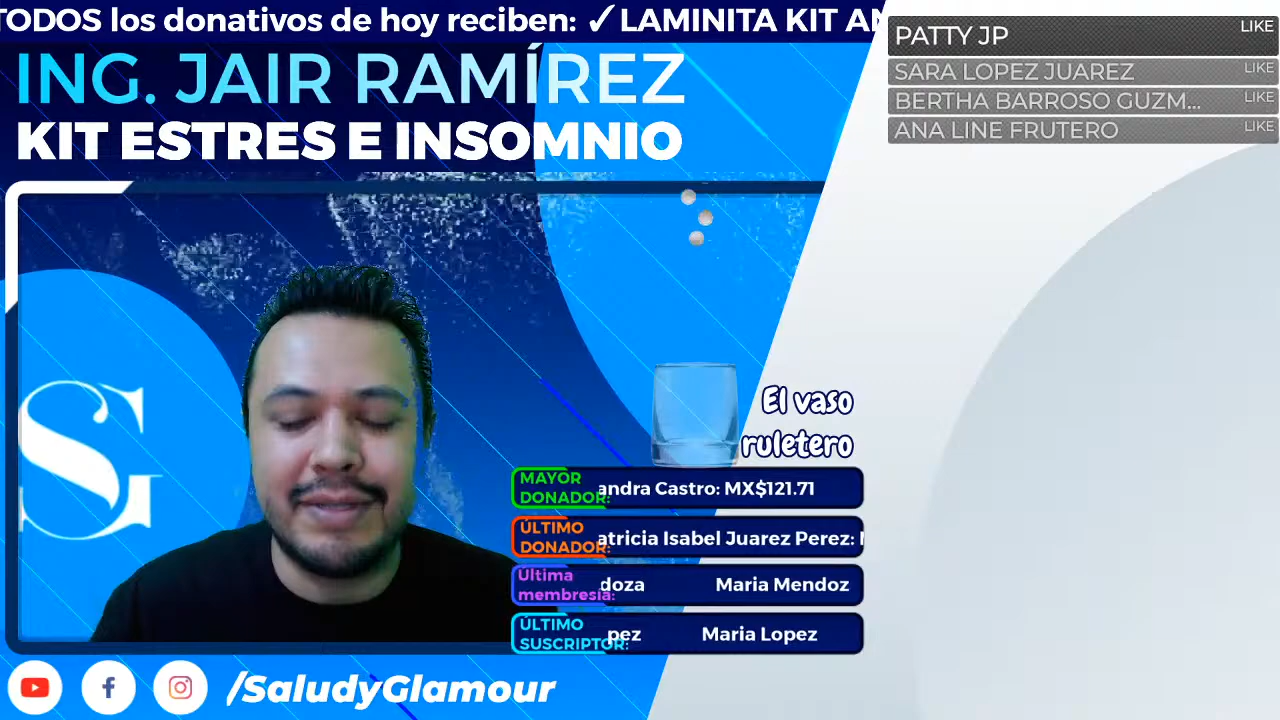 TODOS los donativos de hoy reciben: ✓LAMINITA KIT AN
ING. JAIR RAMÍREZ
KIT ESTRES E INSOMNIO
PATTY JP LIKE
SARA LOPEZ JUAREZ LIKE
BERTHA BARROSO GUZM... LIKE
ANA LINE FRUTERO LIKE
S
El vaso
ruletero
MAYOR
DONADOR: andra Castro: MX$121.71
ÚLTIMO
DONADOR: atricia Isabel Juarez Perez:
Última
membresía: doza Maria Mendoz
ÚLTIMO
SUSCRIPTOR: pez Maria Lopez
/SaludyGlamour